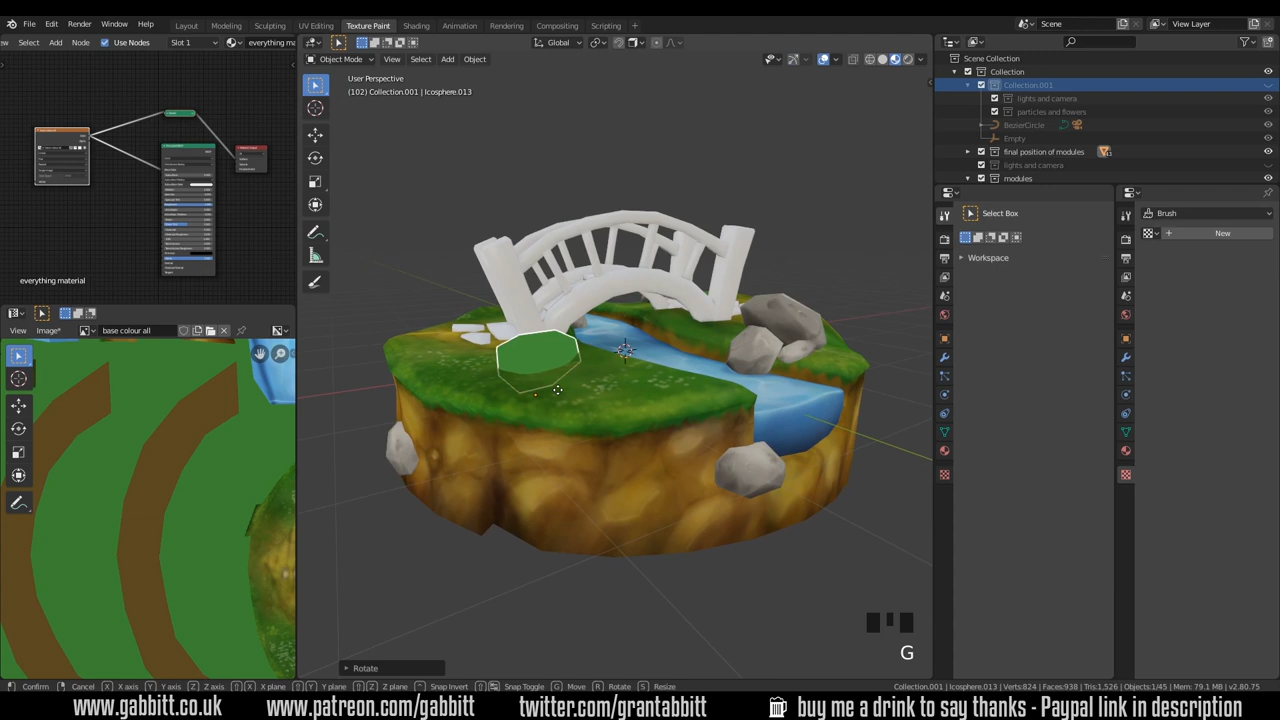 File Edit Render Window Help Layout Modeling Sculpting UV Editing Texture Paint Shading Animation Rendering Compositing Scripting Scene View Layer
ew Select Add Node Use Nodes Slot 1 everything ma Global
Object Mode View Select Add Object
User Perspective
(102) Collection.001 | Icosphere.013
Scene Collection
Collection
Collection.001
lights and camera
particles and flowers
BezierCircle
Empty
final position of modules
lights and camera
modules
Select Box
Workspace
Brush
New
everything material
View Image* base colour all
G
Rotate
Confirm Cancel X X axis Y Y axis Z Z axis X X plane Y Y plane Z Z plane Snap Invert Snap Toggle G Move R Rotate S Resize
Collection.001 | Icosphere.013 | Verts:824 | Faces:938 | Tris:1,526 | Objects:1/45 | Mem: 79.1 MB | v2.80.75
www.gabbitt.co.uk www.patreon.com/gabbitt twitter.com/grantabbitt buy me a drink to say thanks - Paypal link in description